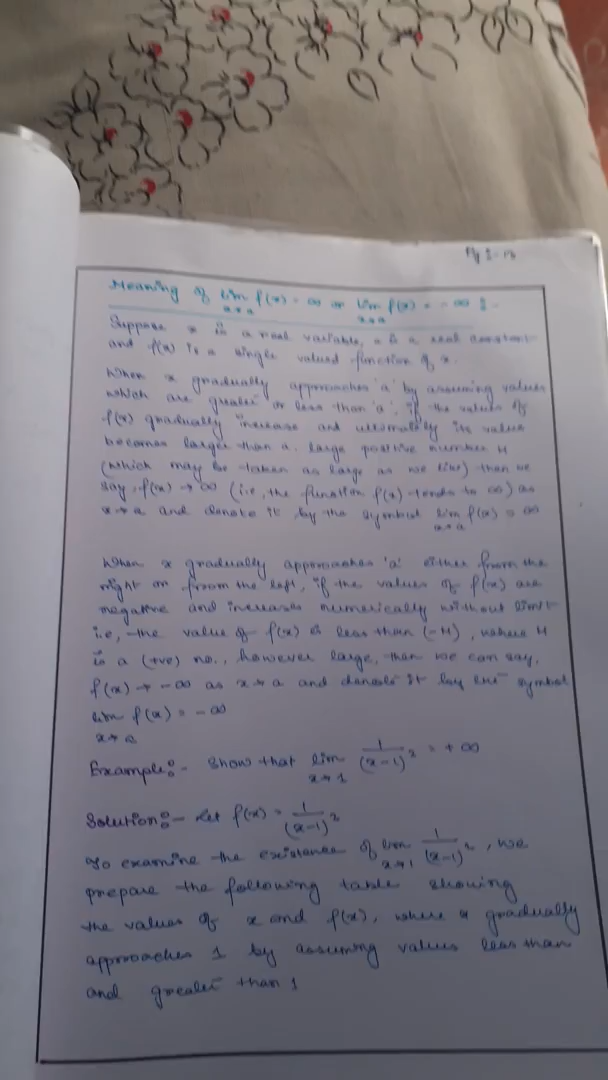 Pg 1-13
Meaning of lim f(x) = ∞ or lim f(x) = -∞ :-
x→a x→a
Suppose x is a real variable, a is a real constant
and f(x) is a single valued function of x.
When x gradually approaches 'a' by assuming values
which are greater or less than 'a', if the values of
f(x) gradually increase and ultimately its value
becomes larger than a large positive number M
(which may be taken as large as we like) then we
say, f(x) → ∞ (i.e, the function f(x) tends to ∞) as
x→a and denote it by the symbol lim f(x) = ∞
x→a
When x gradually approaches 'a' either from the
right or from the left, if the values of f(x) are
negative and increases numerically without limit
i.e, the value of f(x) is less than (-M), where M
is a (+ve) no., however large, then we can say,
f(x) → -∞ as x→a and denote it by the symbol
lim f(x) = -∞
x→a
Example:- Show that lim 1/(x-1)² = +∞
x→1
Solution:- Let f(x) = 1/(x-1)²
To examine the existance of lim 1/(x-1)², we
x→1
prepare the following table showing
the values of x and f(x), where x gradually
approaches 1 by assuming values less than
and greater than 1